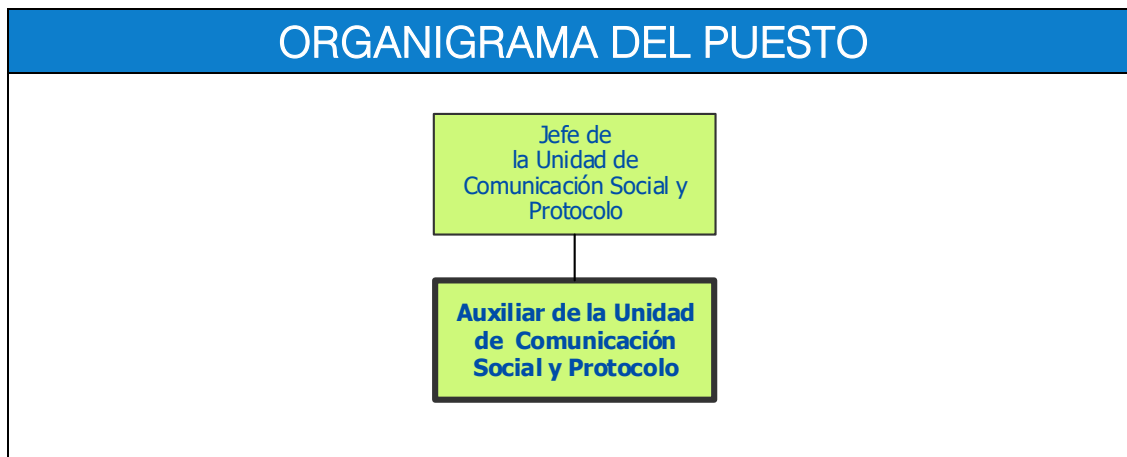 ORGANIGRAMA DEL PUESTO
Jefe de
la Unidad de
Comunicación Social y
Protocolo
Auxiliar de la Unidad
de Comunicación
Social y Protocolo